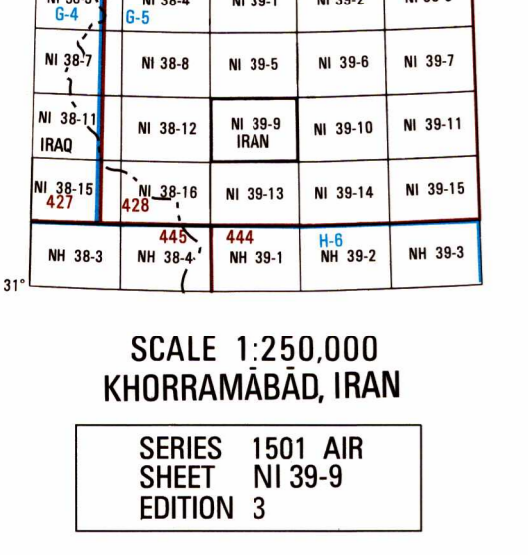 G-4 G-5
NI 38-7 NI 38-8 NI 39-5 NI 39-6 NI 39-7
NI 38-11 NI 38-12 NI 39-9 NI 39-10 NI 39-11
IRAQ IRAN
NI 38-15 NI 38-16 NI 39-13 NI 39-14 NI 39-15
427 428
445 444 H-6
NH 38-3 NH 38-4 NH 39-1 NH 39-2 NH 39-3
31°
SCALE 1:250,000
KHORRAMĀBĀD, IRAN
SERIES 1501 AIR
SHEET NI 39-9
EDITION 3